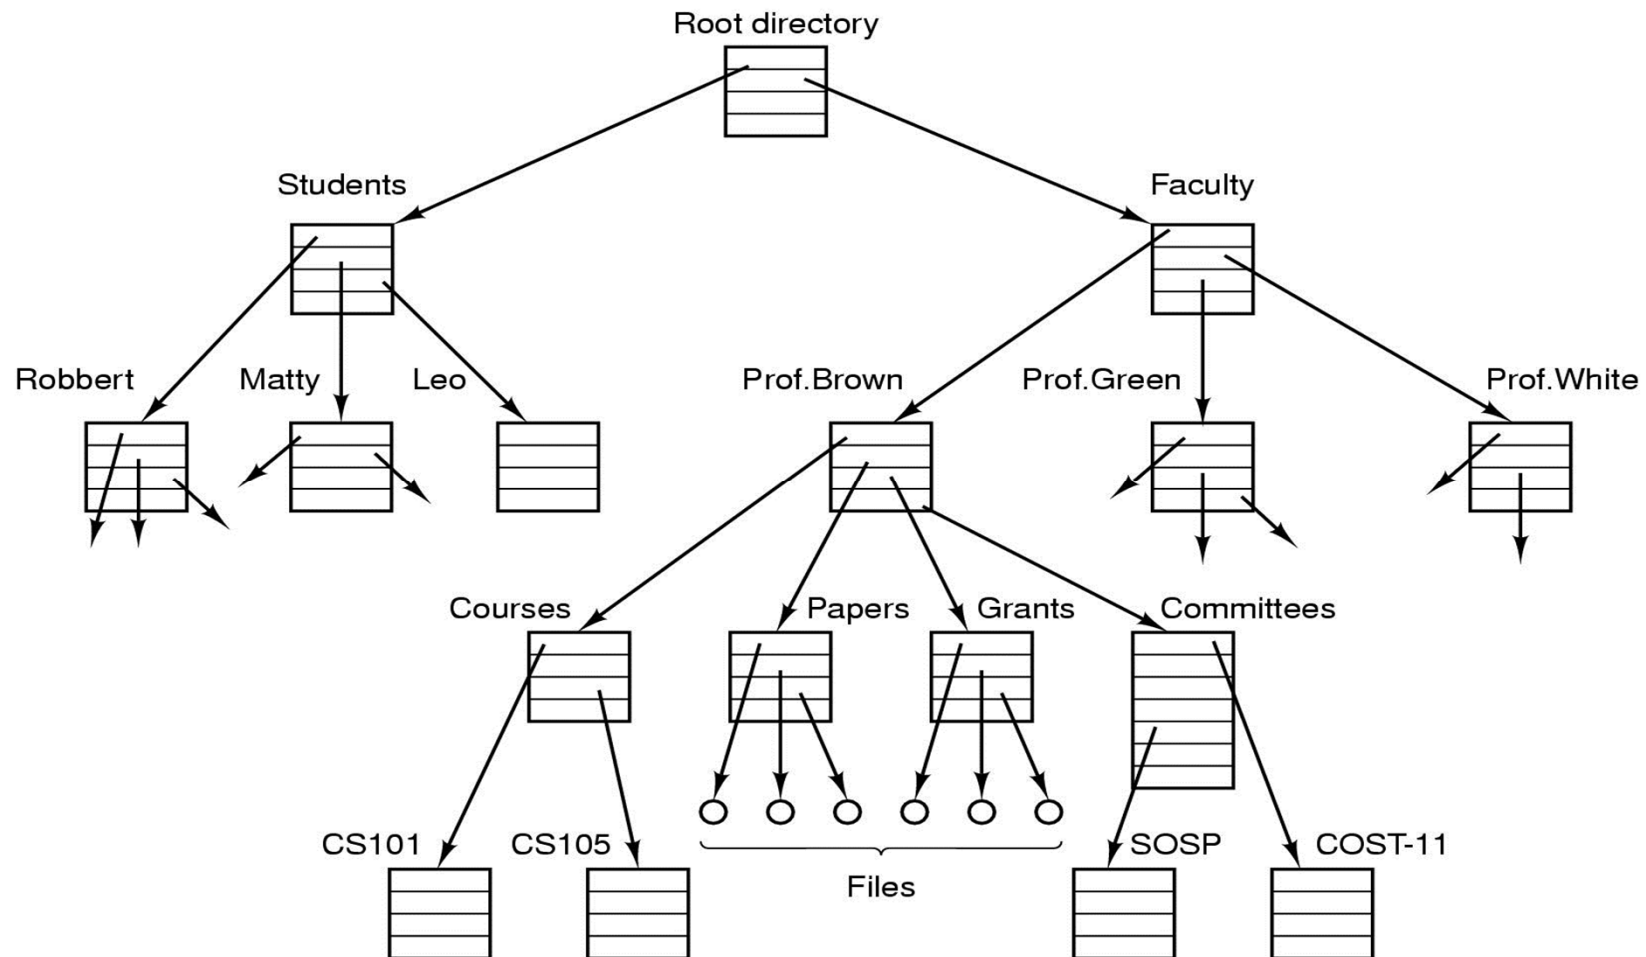 Root directory
Students
Faculty
Robbert
Matty
Leo
Prof.Brown
Prof.Green
Prof.White
Courses
Papers
Grants
Committees
CS101
CS105
SOSP
COST-11
Files